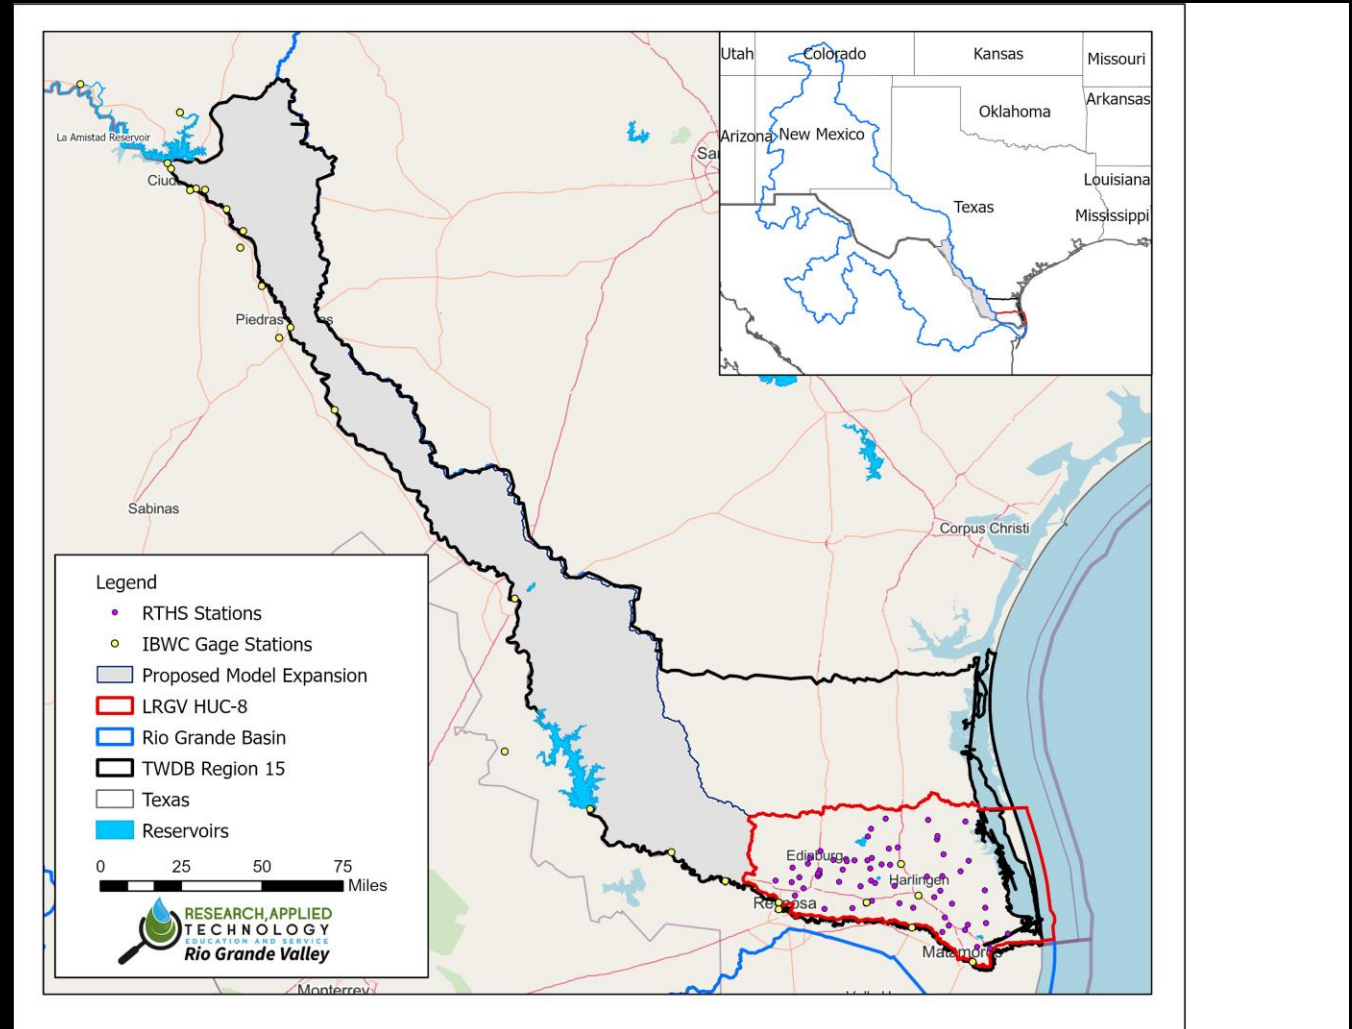 Utah
Colorado
Kansas
Missouri
Arkansas
Oklahoma
Arizona
New Mexico
Louisiana
Texas
Mississippi
La Amistad Reservoir
Piedras
Sabinas
Corpus Christi
Legend
RTHS Stations
IBWC Gage Stations
Proposed Model Expansion
LRGV HUC-8
Rio Grande Basin
TWDB Region 15
Texas
Reservoirs
0 25 50 75
Miles
RESEARCH,APPLIED
TECHNOLOGY
EDUCATION AND SERVICE
Rio Grande Valley
Edinburg
Harlingen
Reynosa
Matamoros
Monterrey